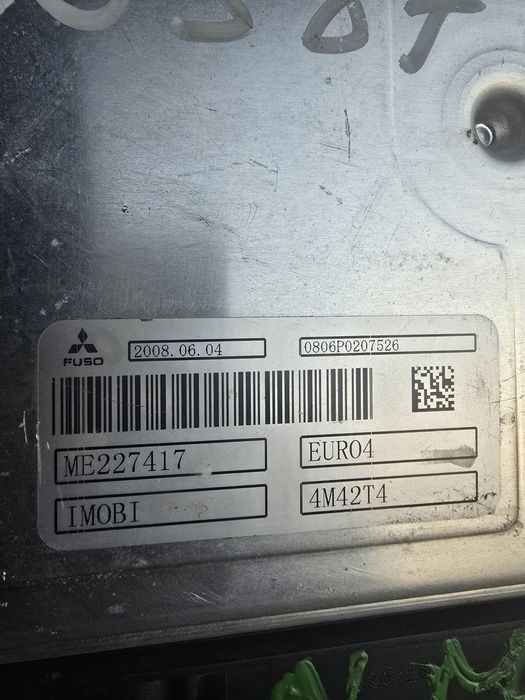 FUSO
2008.06.04
0806P0207526
ME227417
EURO4
IMOBI
4M42T4